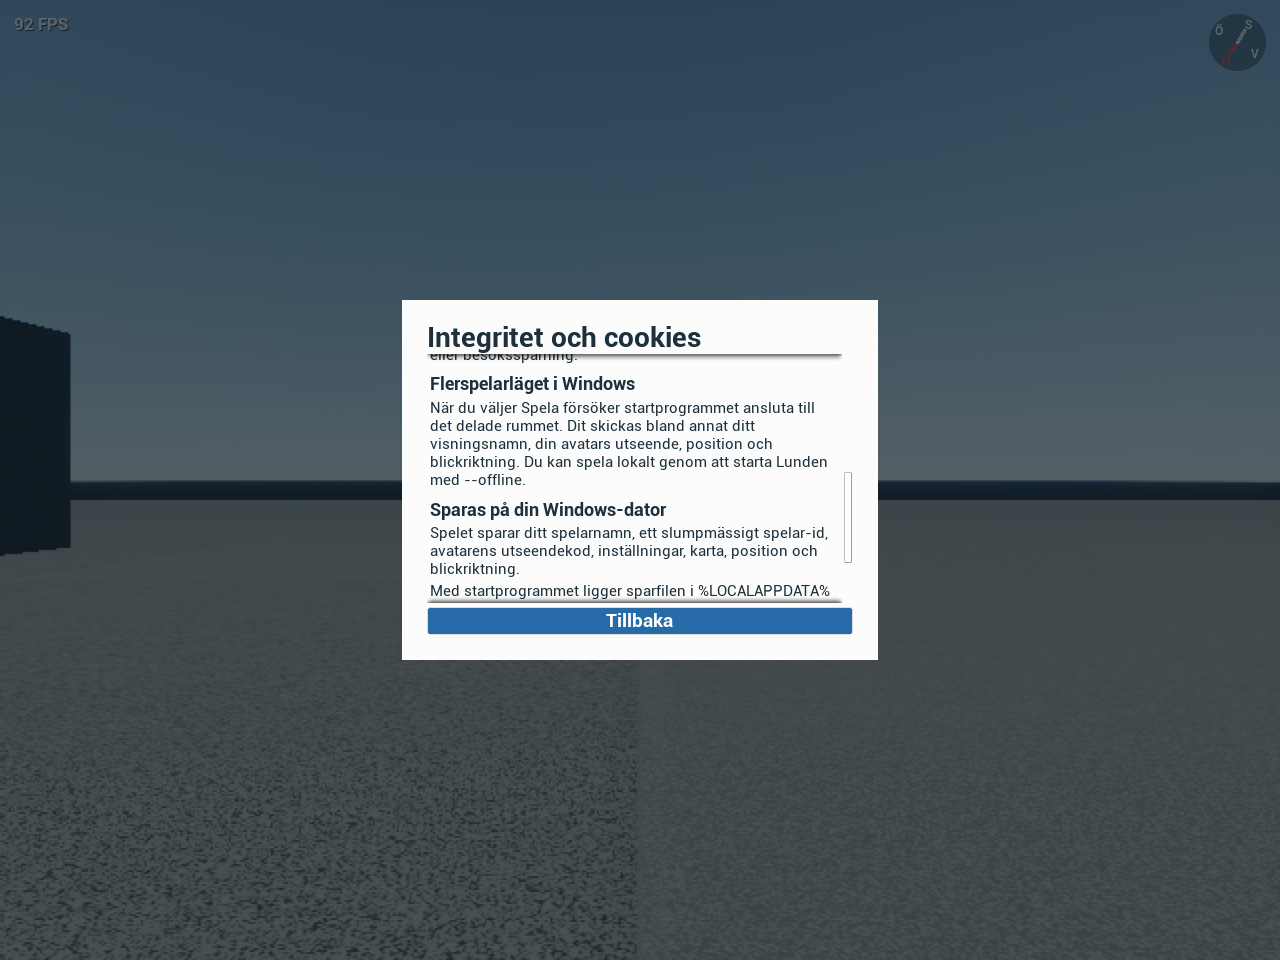 92 FPS
Ö
S
V
Integritet och cookies
eller besöksspårning.
Flerspelarläget i Windows
När du väljer Spela försöker startprogrammet ansluta till
det delade rummet. Dit skickas bland annat ditt
visningsnamn, din avatars utseende, position och
blickriktning. Du kan spela lokalt genom att starta Lunden
med --offline.
Sparas på din Windows-dator
Spelet sparar ditt spelarnamn, ett slumpmässigt spelar-id,
avatarens utseendekod, inställningar, karta, position och
blickriktning.
Med startprogrammet ligger sparfilen i %LOCALAPPDATA%
Tillbaka